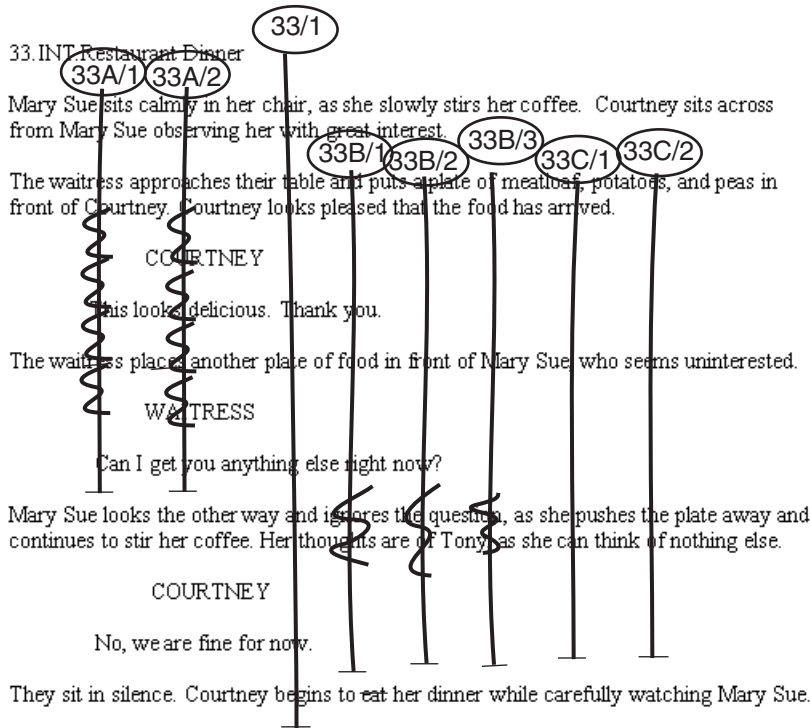 33/1
33. INT. Restaurant Dinner
33A/1 33A/2
Mary Sue sits calmly in her chair, as she slowly stirs her coffee. Courtney sits across
from Mary Sue observing her with great interest.
33B/1 33B/2 33B/3 33C/1 33C/2
The waitress approaches their table and puts a plate of meatloaf, potatoes, and peas in
front of Courtney. Courtney looks pleased that the food has arrived.
COURTNEY
This looks delicious. Thank you.
The waitress places another plate of food in front of Mary Sue, who seems uninterested.
WAITRESS
Can I get you anything else right now?
Mary Sue looks the other way and ignores the question, as she pushes the plate away and
continues to stir her coffee. Her thoughts are of Tony, as she can think of nothing else.
COURTNEY
No, we are fine for now.
They sit in silence. Courtney begins to eat her dinner while carefully watching Mary Sue.